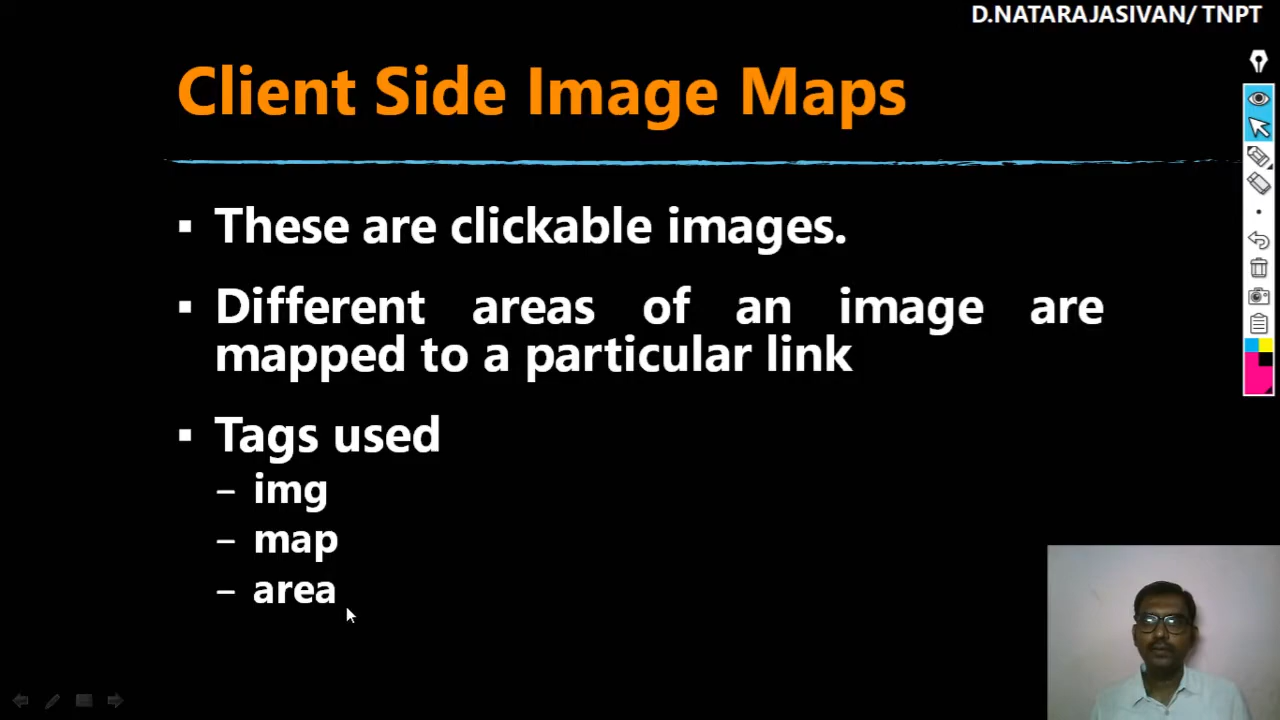 D.NATARAJASIVAN/ TNPT
Client Side Image Maps
▪ These are clickable images.
▪ Different areas of an image are
mapped to a particular link
▪ Tags used
– img
– map
– area